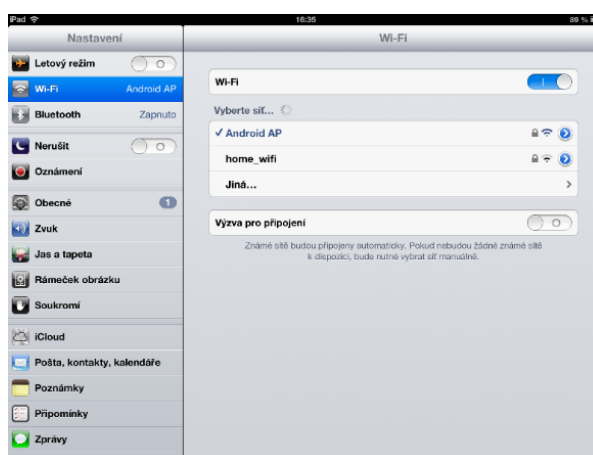 iPad 16:35 89 %
Nastavení
Letový režim
Wi-Fi Android AP
Bluetooth Zapnuto
Nerušit
Oznámení
Obecné 1
Zvuk
Jas a tapeta
Rámeček obrázku
Soukromí
iCloud
Pošta, kontakty, kalendáře
Poznámky
Připomínky
Zprávy
Wi-Fi
Wi-Fi
Vyberte síť...
✓ Android AP
home_wifi
Jiná...
Výzva pro připojení
Známé sítě budou připojeny automaticky. Pokud nebudou žádné známé sítě
k dispozici, bude nutné vybrat síť manuálně.